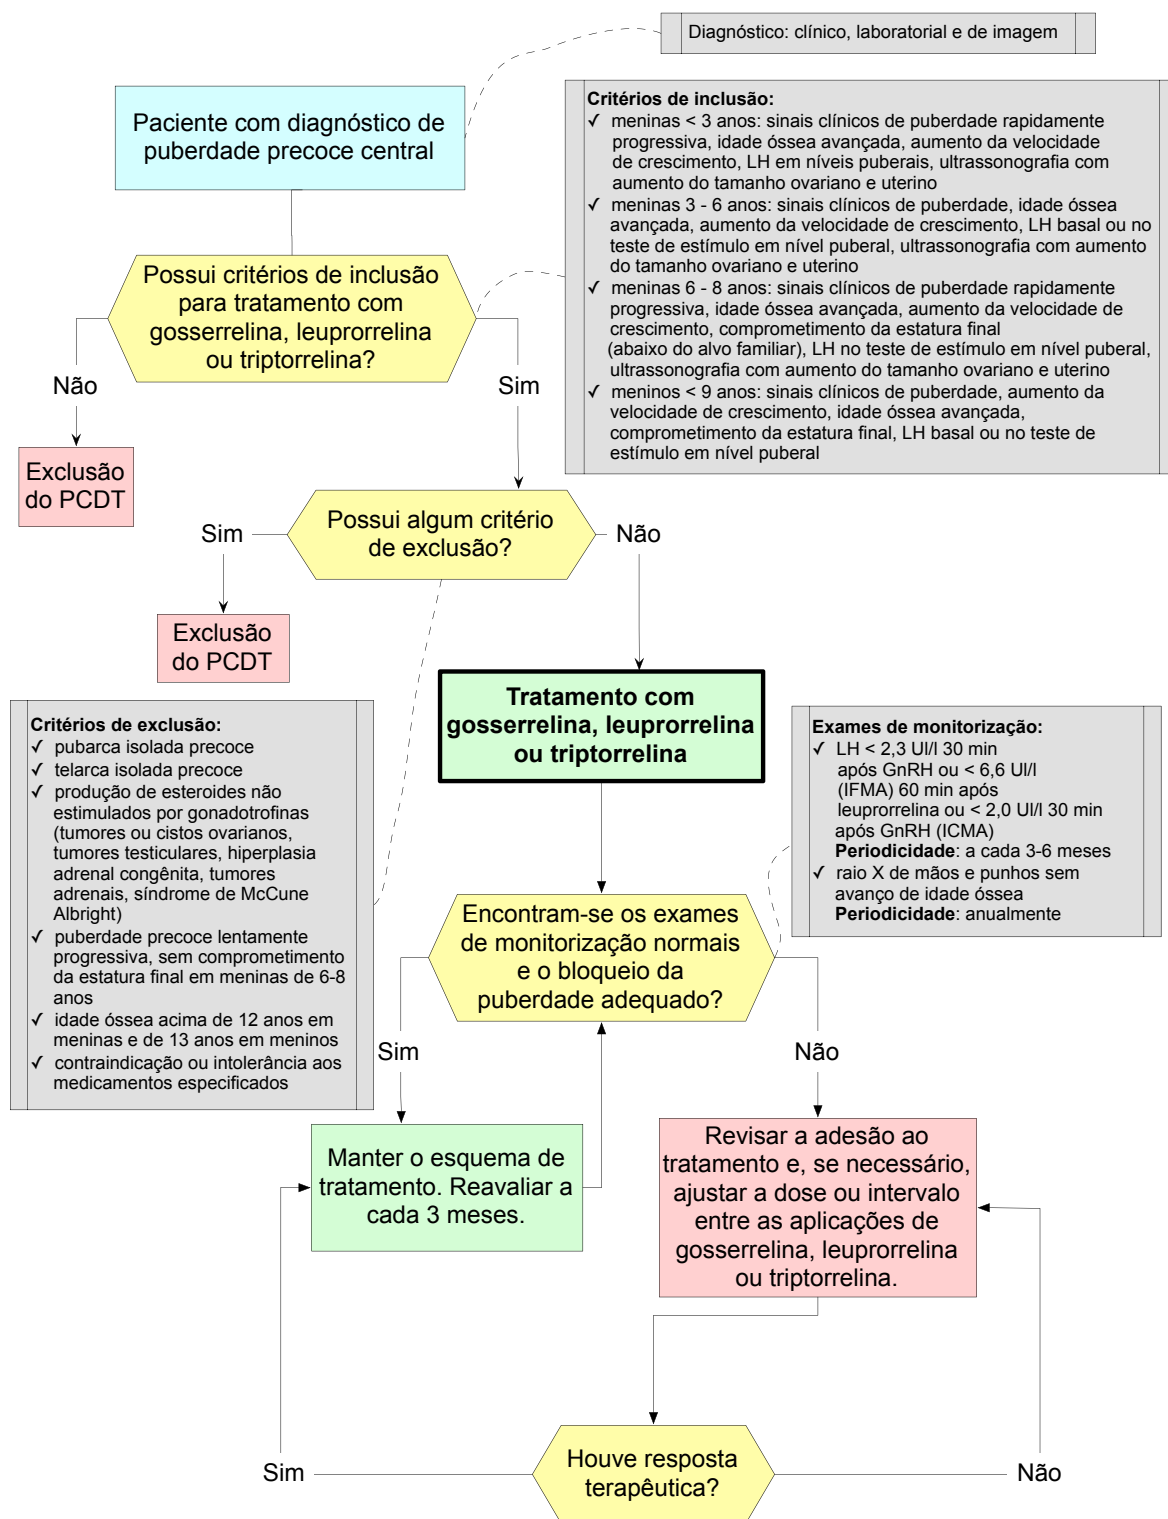 Diagnóstico: clínico, laboratorial e de imagem
Paciente com diagnóstico de
puberdade precoce central
Critérios de inclusão:
✓ meninas < 3 anos: sinais clínicos de puberdade rapidamente
progressiva, idade óssea avançada, aumento da velocidade
de crescimento, LH em níveis puberais, ultrassonografia com
aumento do tamanho ovariano e uterino
✓ meninas 3 - 6 anos: sinais clínicos de puberdade, idade óssea
avançada, aumento da velocidade de crescimento, LH basal ou no
teste de estímulo em nível puberal, ultrassonografia com aumento
do tamanho ovariano e uterino
✓ meninas 6 - 8 anos: sinais clínicos de puberdade rapidamente
progressiva, idade óssea avançada, aumento da velocidade de
crescimento, comprometimento da estatura final
(abaixo do alvo familiar), LH no teste de estímulo em nível puberal,
ultrassonografia com aumento do tamanho ovariano e uterino
✓ meninos < 9 anos: sinais clínicos de puberdade, aumento da
velocidade de crescimento, idade óssea avançada,
comprometimento da estatura final, LH basal ou no teste de
estímulo em nível puberal
Possui critérios de inclusão
para tratamento com
gosserrelina, leuprorrelina
ou triptorrelina?
Não
Sim
Exclusão
do PCDT
Possui algum critério
de exclusão?
Sim
Não
Exclusão
do PCDT
Tratamento com
gosserrelina, leuprorrelina
ou triptorrelina
Critérios de exclusão:
✓ pubarca isolada precoce
✓ telarca isolada precoce
✓ produção de esteroides não
estimulados por gonadotrofinas
(tumores ou cistos ovarianos,
tumores testiculares, hiperplasia
adrenal congênita, tumores
adrenais, síndrome de McCune
Albright)
✓ puberdade precoce lentamente
progressiva, sem comprometimento
da estatura final em meninas de 6-8
anos
✓ idade óssea acima de 12 anos em
meninas e de 13 anos em meninos
✓ contraindicação ou intolerância aos
medicamentos especificados
Exames de monitorização:
✓ LH < 2,3 UI/l 30 min
após GnRH ou < 6,6 UI/l
(IFMA) 60 min após
leuprorrelina ou < 2,0 UI/l 30 min
após GnRH (ICMA)
Periodicidade: a cada 3-6 meses
✓ raio X de mãos e punhos sem
avanço de idade óssea
Periodicidade: anualmente
Encontram-se os exames
de monitorização normais
e o bloqueio da
puberdade adequado?
Sim
Não
Manter o esquema de
tratamento. Reavaliar a
cada 3 meses.
Revisar a adesão ao
tratamento e, se necessário,
ajustar a dose ou intervalo
entre as aplicações de
gosserrelina, leuprorrelina
ou triptorrelina.
Houve resposta
terapêutica?
Sim
Não